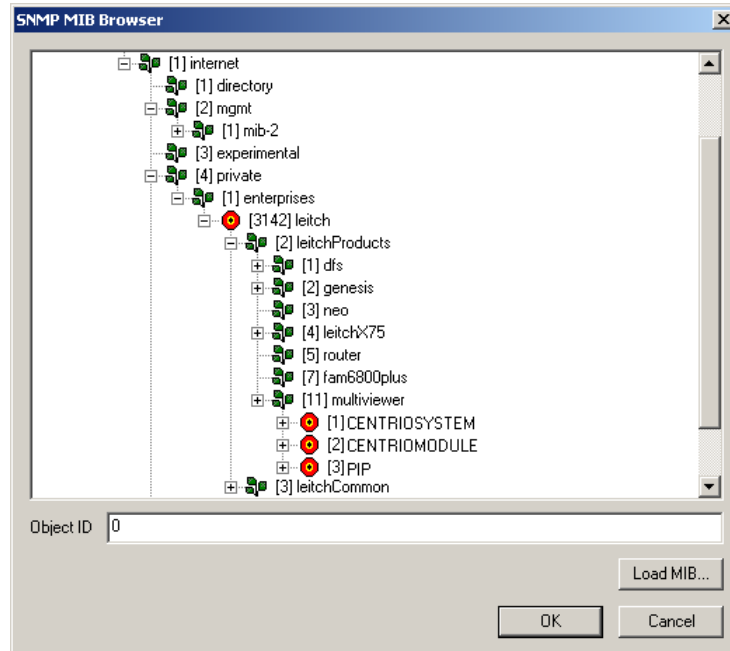 SNMP MIB Browser
[1] internet
[1] directory
[2] mgmt
[1] mib-2
[3] experimental
[4] private
[1] enterprises
[3142] leitch
[2] leitchProducts
[1] dfs
[2] genesis
[3] neo
[4] leitchX75
[5] router
[7] fam6800plus
[11] multiviewer
[1]CENTRIOSYSTEM
[2]CENTRIOMODULE
[3]PIP
[3] leitchCommon
Object ID 0
Load MIB...
OK Cancel